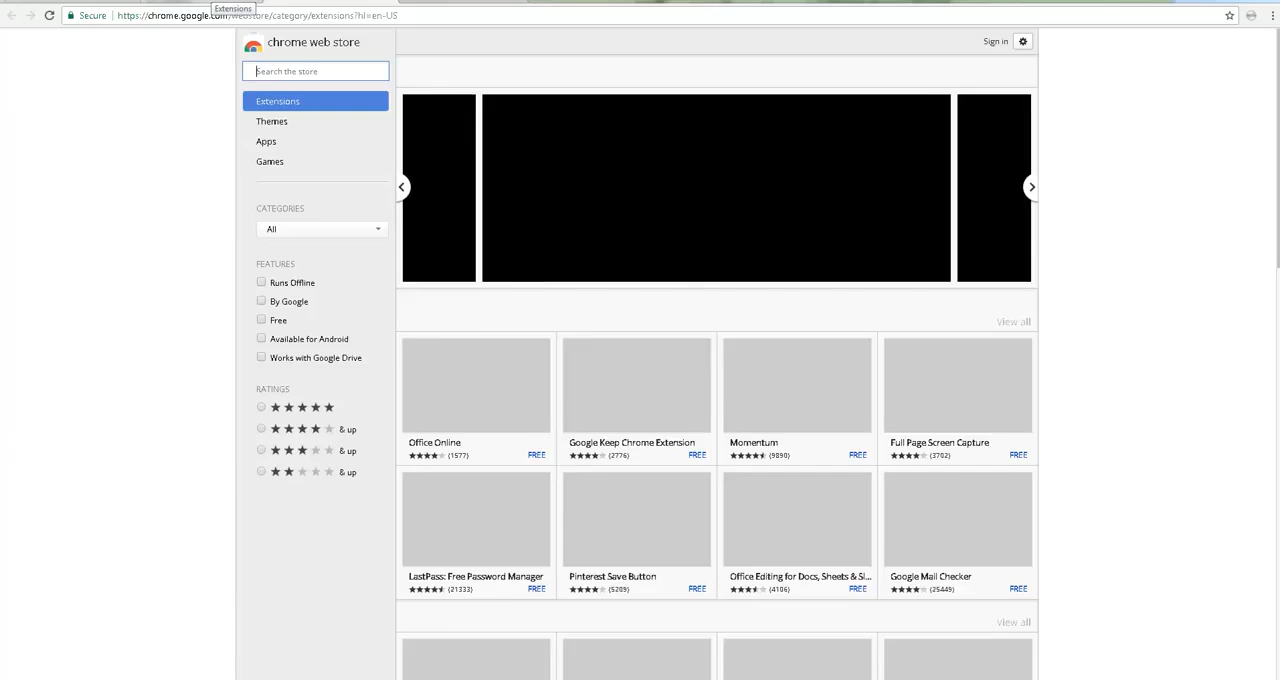 Extensions
Secure | https://chrome.google.com/webstore/category/extensions?hl=en-US
chrome web store
Sign in
Search the store
Extensions
Themes
Apps
Games
CATEGORIES
All
FEATURES
Runs Offline
By Google
Free
Available for Android
Works with Google Drive
RATINGS
& up
& up
& up
View all
Office Online
(1577) FREE
Google Keep Chrome Extension
(2776) FREE
Momentum
(9890) FREE
Full Page Screen Capture
(3702) FREE
LastPass: Free Password Manager
(21333) FREE
Pinterest Save Button
(5209) FREE
Office Editing for Docs, Sheets & Sl...
(4106) FREE
Google Mail Checker
(25449) FREE
View all